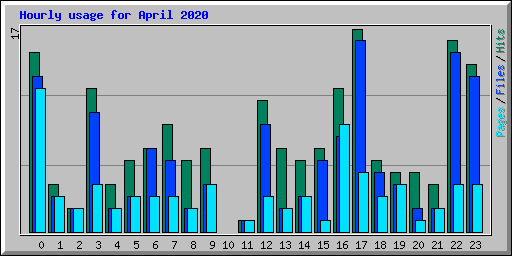 Hourly usage for April 2020
17
Pages / Files / Hits
0 1 2 3 4 5 6 7 8 9 10 11 12 13 14 15 16 17 18 19 20 21 22 23